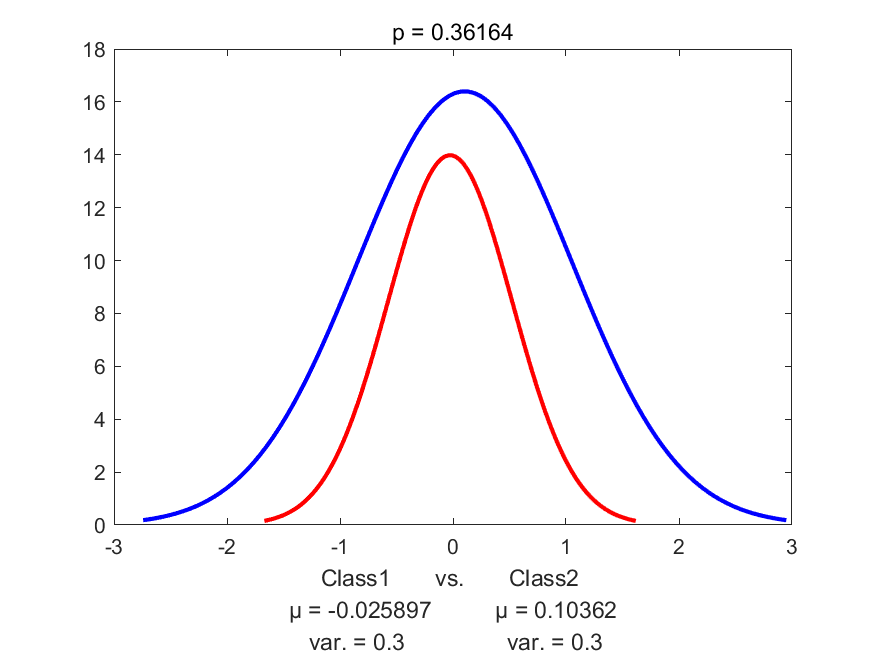 p = 0.36164
18
16
14
12
10
8
6
4
2
0
-3 -2 -1 0 1 2 3
Class1 vs. Class2
μ = -0.025897 μ = 0.10362
var. = 0.3 var. = 0.3